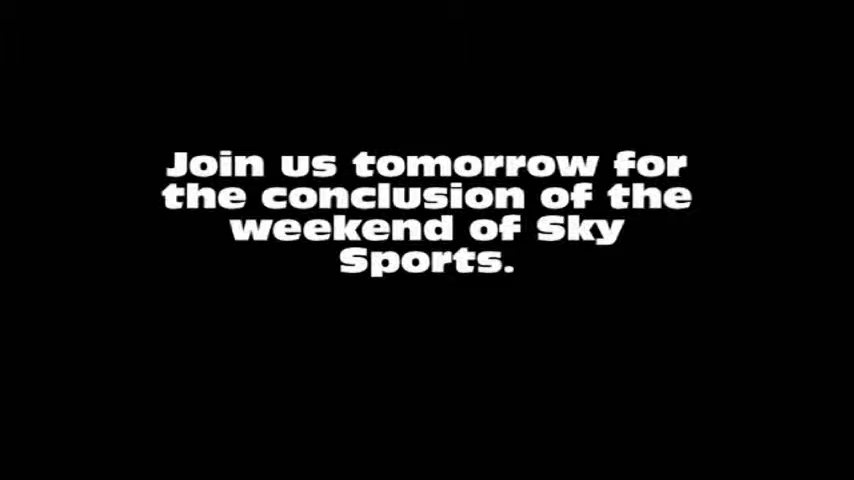 Join us tomorrow for
the conclusion of the
weekend of Sky
Sports.